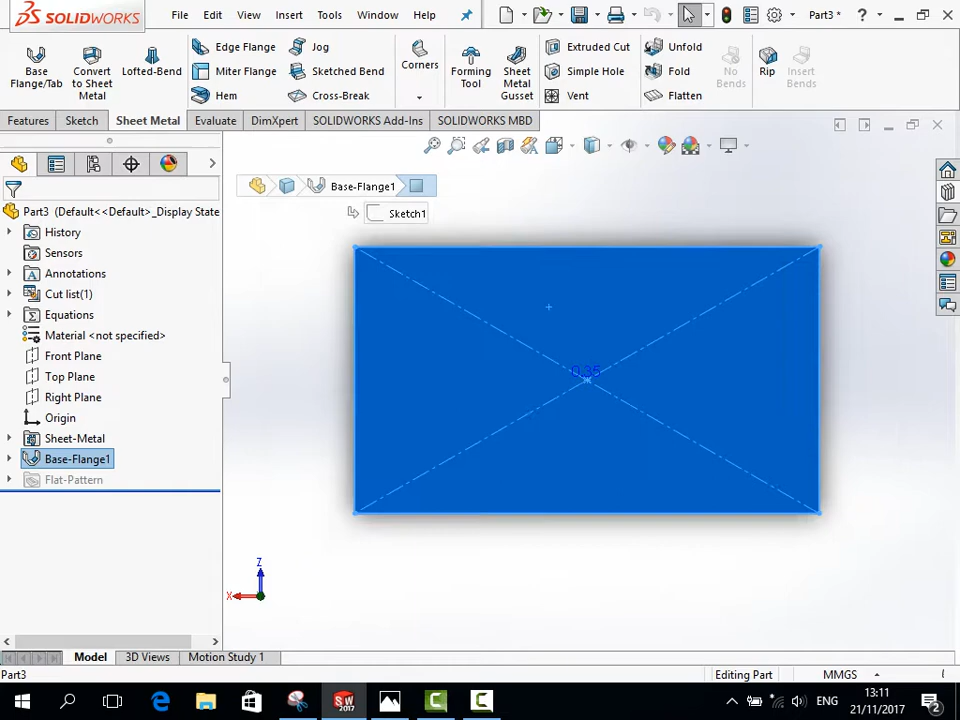 SOLIDWORKS File Edit View Insert Tools Window Help Part3 * ?
Base Flange/Tab
Convert to Sheet Metal
Lofted-Bend
Edge Flange
Miter Flange
Hem
Jog
Sketched Bend
Cross-Break
Corners
Forming Tool
Sheet Metal Gusset
Extruded Cut
Simple Hole
Vent
Unfold
Fold
Flatten
No Bends
Rip
Insert Bends
Features Sketch Sheet Metal Evaluate DimXpert SOLIDWORKS Add-Ins SOLIDWORKS MBD
Base-Flange1
Sketch1
Part3 (Default<<Default>_Display State
History
Sensors
Annotations
Cut list(1)
Equations
Material <not specified>
Front Plane
Top Plane
Right Plane
Origin
Sheet-Metal
Base-Flange1
Flat-Pattern
0.35
Z
X
Model 3D Views Motion Study 1
Part3 Editing Part MMGS
SW 2017
ENG
13:11
21/11/2017
2